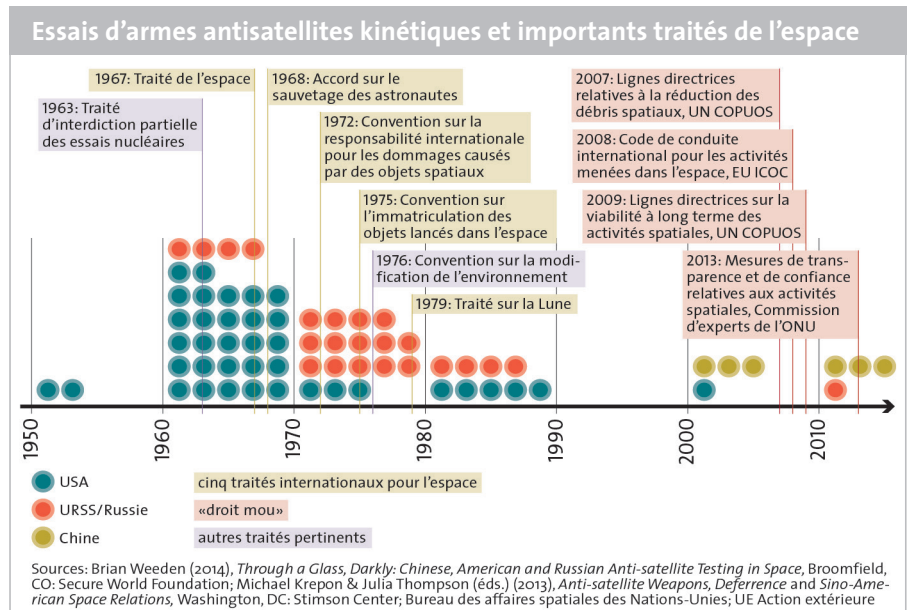 Essais d’armes antisatellites kinétiques et importants traités de l’espace
1967: Traité de l’espace
1963: Traité
d’interdiction partielle
des essais nucléaires
1968: Accord sur le
sauvetage des astronautes
1972: Convention sur la
responsabilité internationale
pour les dommages causés
par des objets spatiaux
1975: Convention sur
l’immatriculation des
objets lancés dans l’espace
1976: Convention sur la modi-
fication de l’environnement
1979: Traité sur la Lune
2007: Lignes directrices
relatives à la réduction des
débris spatiaux, UN COPUOS
2008: Code de conduite
international pour les activités
menées dans l’espace, EU ICOC
2009: Lignes directrices sur la
viabilité à long terme des
activités spatiales, UN COPUOS
2013: Mesures de trans-
parence et de confiance
relatives aux activités
spatiales, Commission
d’experts de l’ONU
1950
1960
1970
1980
1990
2000
2010
USA
URSS/Russie
Chine
cinq traités internationaux pour l’espace
«droit mou»
autres traités pertinents
Sources: Brian Weeden (2014), Through a Glass, Darkly: Chinese, American and Russian Anti-satellite Testing in Space, Broomfield,
CO: Secure World Foundation; Michael Krepon & Julia Thompson (éds.) (2013), Anti-satellite Weapons, Deferrence and Sino-Ame-
rican Space Relations, Washington, DC: Stimson Center; Bureau des affaires spatiales des Nations-Unies; UE Action extérieure